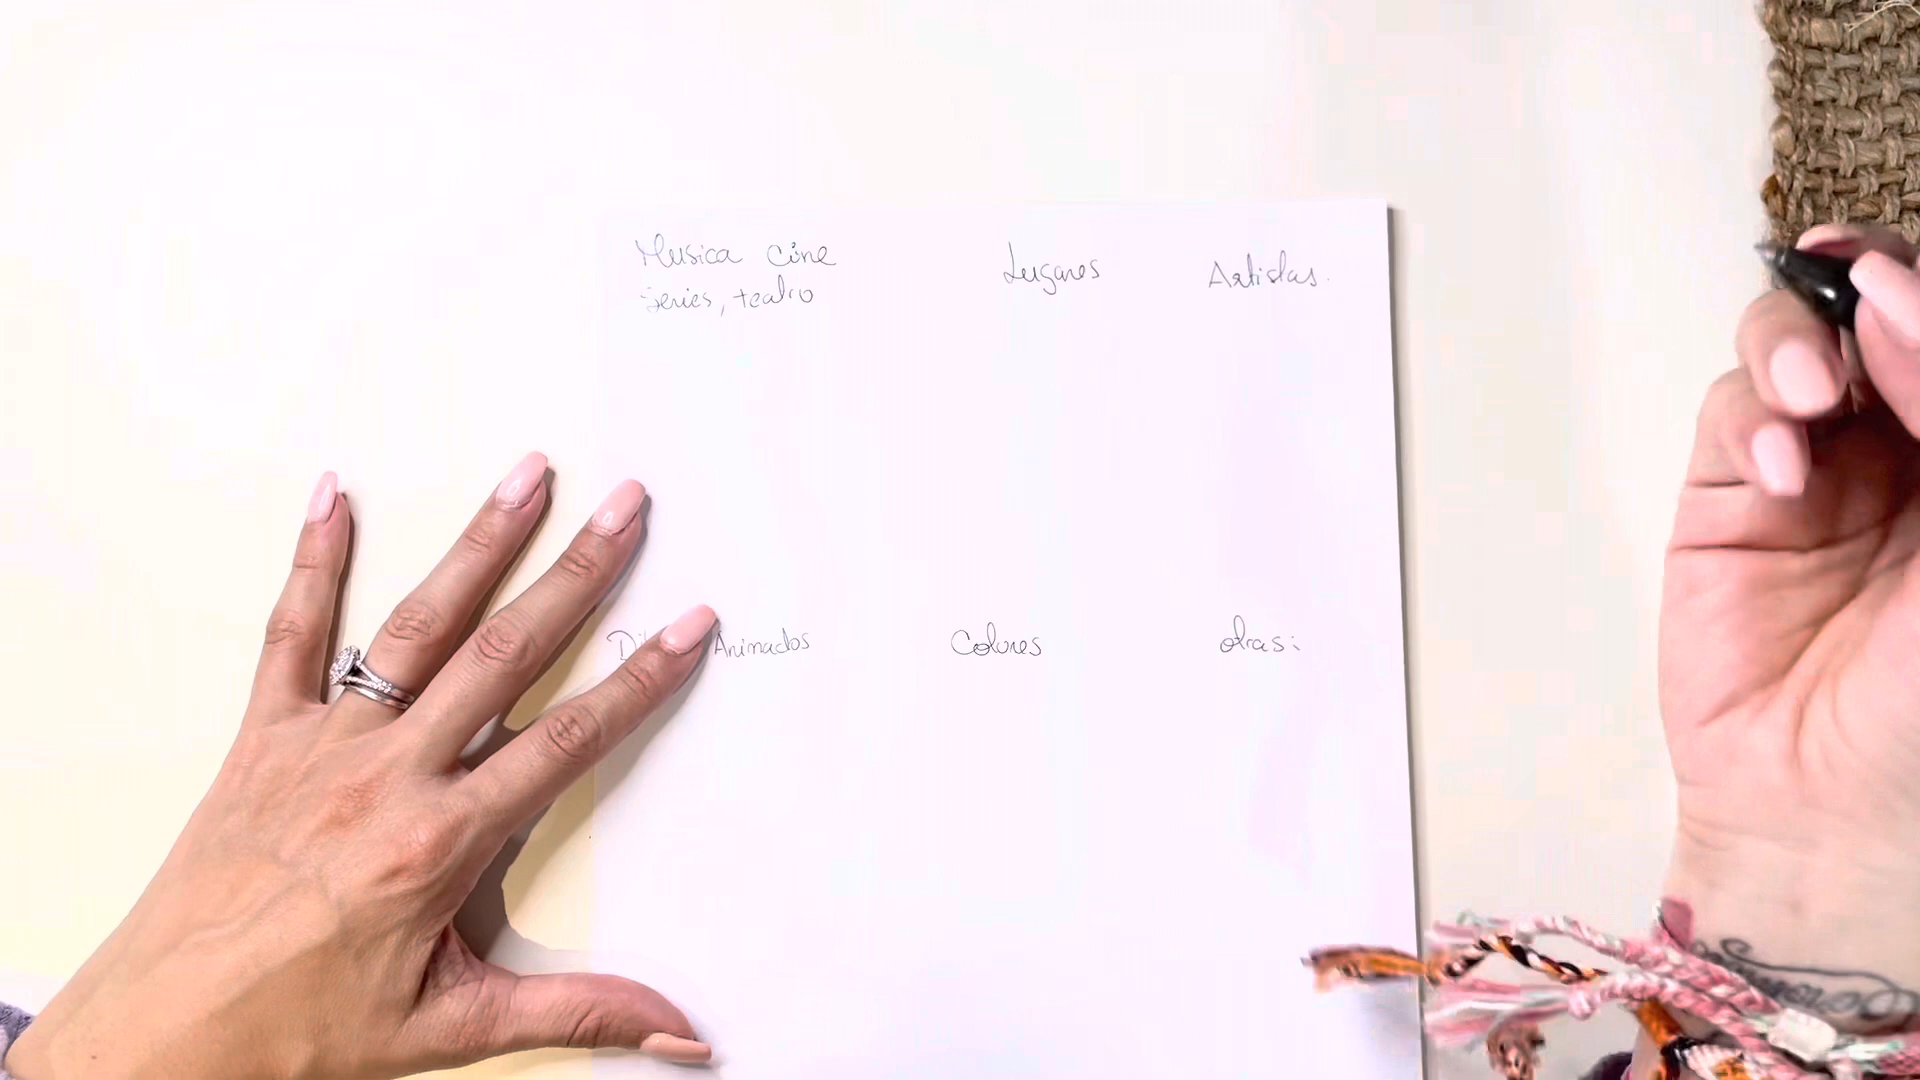 Musica Cine
Series, teatro
Lugares
Artistas.
Animados
Colores
otras: